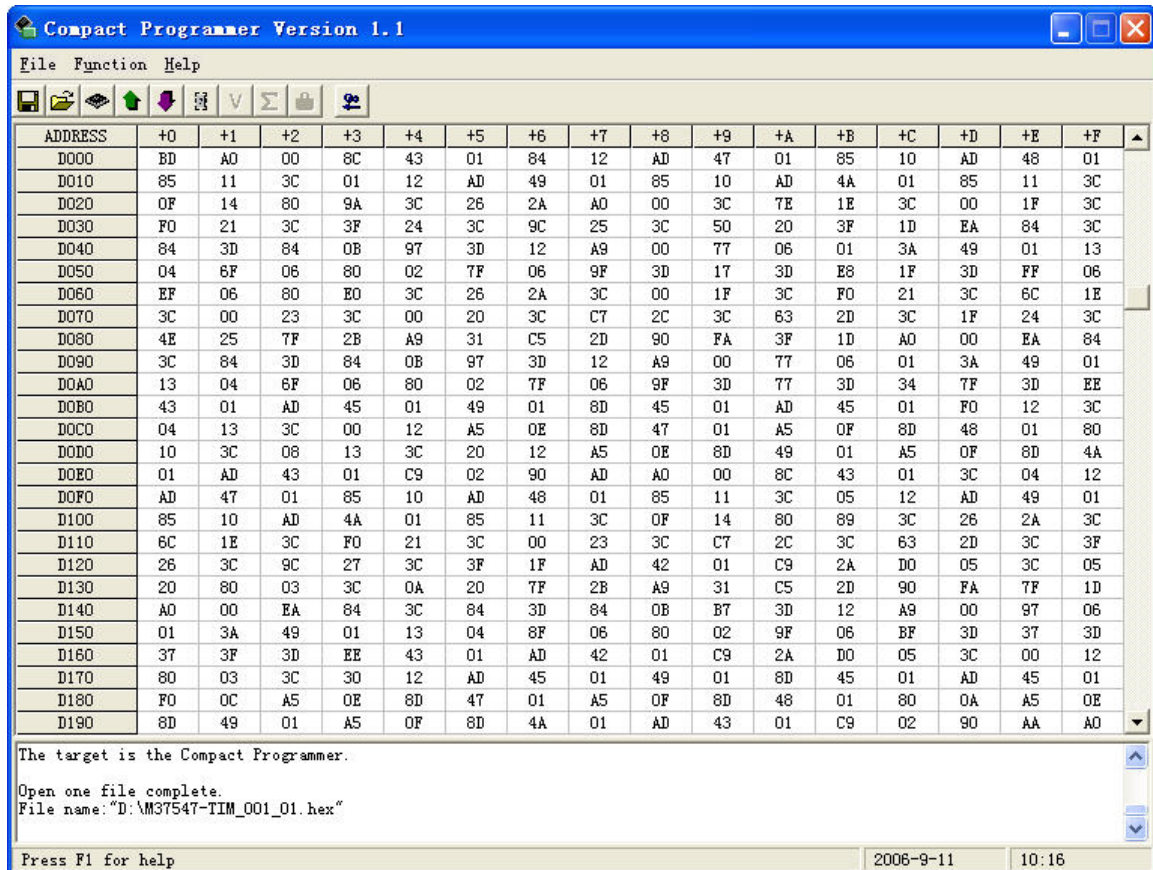 Compact Programmer Version 1.1
File Function Help
V Σ
ADDRESS +0 +1 +2 +3 +4 +5 +6 +7 +8 +9 +A +B +C +D +E +F
D000 BD A0 00 8C 43 01 84 12 AD 47 01 85 10 AD 48 01
D010 85 11 3C 01 12 AD 49 01 85 10 AD 4A 01 85 11 3C
D020 0F 14 80 9A 3C 26 2A A0 00 3C 7E 1E 3C 00 1F 3C
D030 F0 21 3C 3F 24 3C 9C 25 3C 50 20 3F 1D EA 84 3C
D040 84 3D 84 0B 97 3D 12 A9 00 77 06 01 3A 49 01 13
D050 04 6F 06 80 02 7F 06 9F 3D 17 3D E8 1F 3D FF 06
D060 EF 06 80 E0 3C 26 2A 3C 00 1F 3C F0 21 3C 6C 1E
D070 3C 00 23 3C 00 20 3C C7 2C 3C 63 2D 3C 1F 24 3C
D080 4E 25 7F 2B A9 31 C5 2D 90 FA 3F 1D A0 00 EA 84
D090 3C 84 3D 84 0B 97 3D 12 A9 00 77 06 01 3A 49 01
D0A0 13 04 6F 06 80 02 7F 06 9F 3D 77 3D 34 7F 3D EE
D0B0 43 01 AD 45 01 49 01 8D 45 01 AD 45 01 F0 12 3C
D0C0 04 13 3C 00 12 A5 0E 8D 47 01 A5 0F 8D 48 01 80
D0D0 10 3C 08 13 3C 20 12 A5 0E 8D 49 01 A5 0F 8D 4A
D0E0 01 AD 43 01 C9 02 90 AD A0 00 8C 43 01 3C 04 12
D0F0 AD 47 01 85 10 AD 48 01 85 11 3C 05 12 AD 49 01
D100 85 10 AD 4A 01 85 11 3C 0F 14 80 89 3C 26 2A 3C
D110 6C 1E 3C F0 21 3C 00 23 3C C7 2C 3C 63 2D 3C 3F
D120 26 3C 9C 27 3C 3F 1F AD 42 01 C9 2A D0 05 3C 05
D130 20 80 03 3C 0A 20 7F 2B A9 31 C5 2D 90 FA 7F 1D
D140 A0 00 EA 84 3C 84 3D 84 0B B7 3D 12 A9 00 97 06
D150 01 3A 49 01 13 04 8F 06 80 02 9F 06 BF 3D 37 3D
D160 37 3F 3D EE 43 01 AD 42 01 C9 2A D0 05 3C 00 12
D170 80 03 3C 30 12 AD 45 01 49 01 8D 45 01 AD 45 01
D180 F0 0C A5 0E 8D 47 01 A5 0F 8D 48 01 80 0A A5 0E
D190 8D 49 01 A5 0F 8D 4A 01 AD 43 01 C9 02 90 AA A0
The target is the Compact Programmer.
Open one file complete.
File name:"D:\M37547-TIM_001_01.hex"
Press F1 for help 2006-9-11 10:16